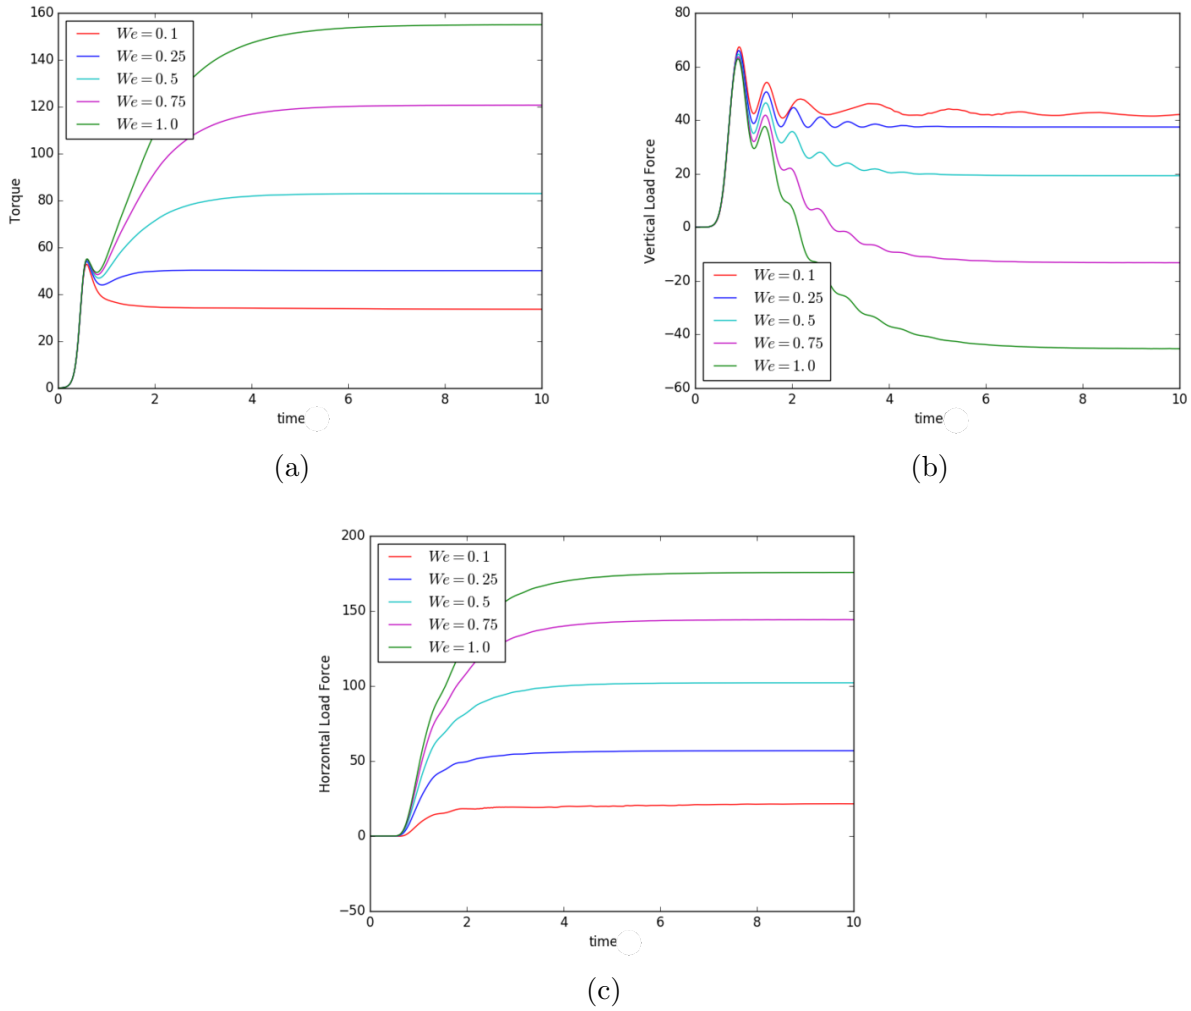 160
140
120
100
80
60
40
20
0
Torque
We = 0.1
We = 0.25
We = 0.5
We = 0.75
We = 1.0
0 2 4 6 8 10
time
(a)
80
60
40
20
0
−20
−40
−60
Vertical Load Force
We = 0.1
We = 0.25
We = 0.5
We = 0.75
We = 1.0
0 2 4 6 8 10
time
(b)
200
150
100
50
0
−50
Horzontal Load Force
We = 0.1
We = 0.25
We = 0.5
We = 0.75
We = 1.0
0 2 4 6 8 10
time
(c)